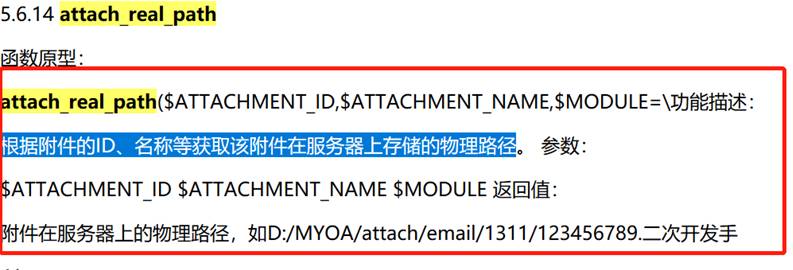 5.6.14 attach_real_path
函数原型：
attach_real_path($ATTACHMENT_ID,$ATTACHMENT_NAME,$MODULE=\功能描述：
根据附件的ID、名称等获取该附件在服务器上存储的物理路径。 参数：
$ATTACHMENT_ID $ATTACHMENT_NAME $MODULE 返回值：
附件在服务器上的物理路径，如D:/MYOA/attach/email/1311/123456789.二次开发手